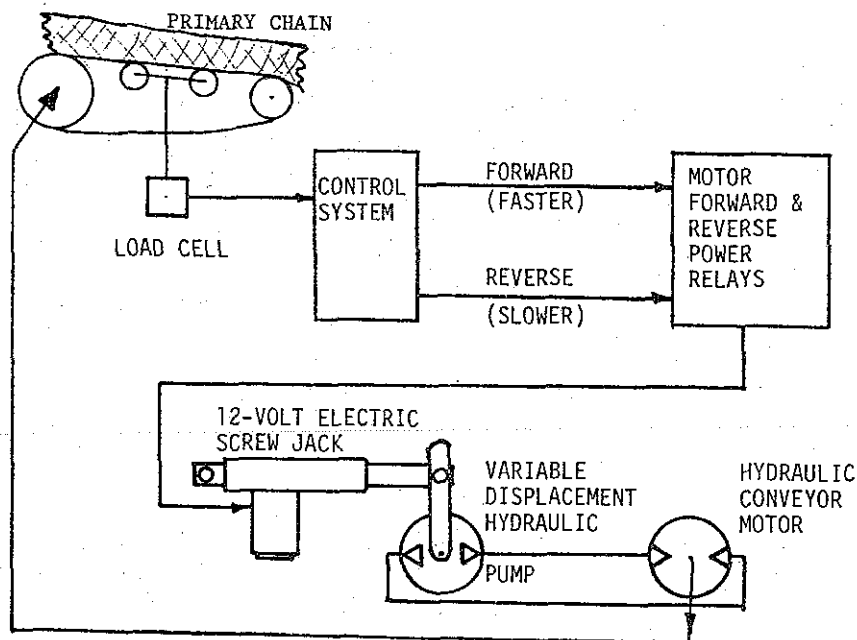 PRIMARY CHAIN
LOAD CELL
CONTROL
SYSTEM
FORWARD
(FASTER)
REVERSE
(SLOWER)
MOTOR
FORWARD &
REVERSE
POWER
RELAYS
12-VOLT ELECTRIC
SCREW JACK
VARIABLE
DISPLACEMENT
HYDRAULIC
PUMP
HYDRAULIC
CONVEYOR
MOTOR